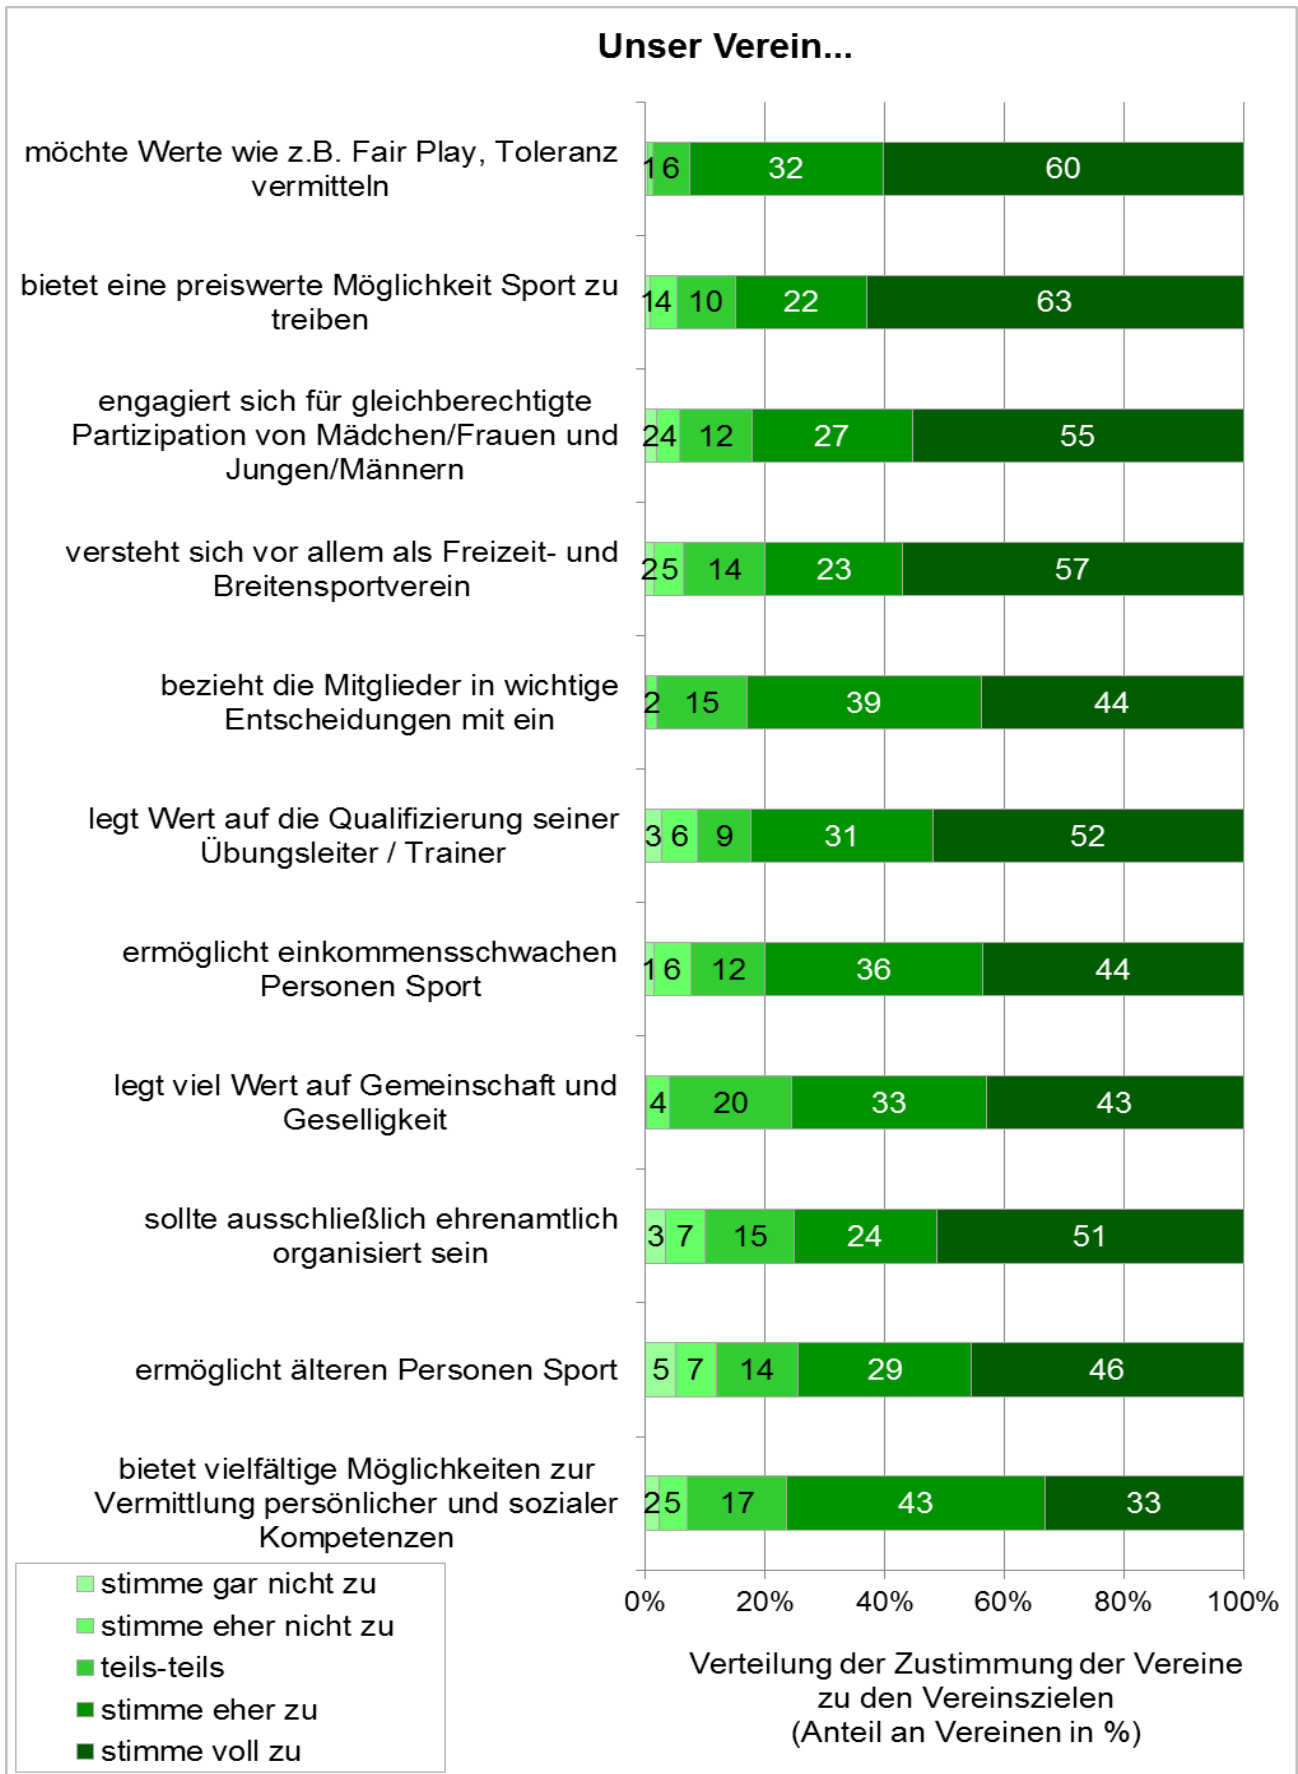 Unser Verein...
möchte Werte wie z.B. Fair Play, Toleranz
vermitteln
1 6 32 60
bietet eine preiswerte Möglichkeit Sport zu
treiben
1 4 10 22 63
engagiert sich für gleichberechtigte
Partizipation von Mädchen/Frauen und
Jungen/Männern
2 4 12 27 55
versteht sich vor allem als Freizeit- und
Breitensportverein
2 5 14 23 57
bezieht die Mitglieder in wichtige
Entscheidungen mit ein
2 15 39 44
legt Wert auf die Qualifizierung seiner
Übungsleiter / Trainer
3 6 9 31 52
ermöglicht einkommensschwachen
Personen Sport
1 6 12 36 44
legt viel Wert auf Gemeinschaft und
Geselligkeit
4 20 33 43
sollte ausschließlich ehrenamtlich
organisiert sein
3 7 15 24 51
ermöglicht älteren Personen Sport
5 7 14 29 46
bietet vielfältige Möglichkeiten zur
Vermittlung persönlicher und sozialer
Kompetenzen
2 5 17 43 33
0% 20% 40% 60% 80% 100%
Verteilung der Zustimmung der Vereine
zu den Vereinszielen
(Anteil an Vereinen in %)
stimme gar nicht zu
stimme eher nicht zu
teils-teils
stimme eher zu
stimme voll zu